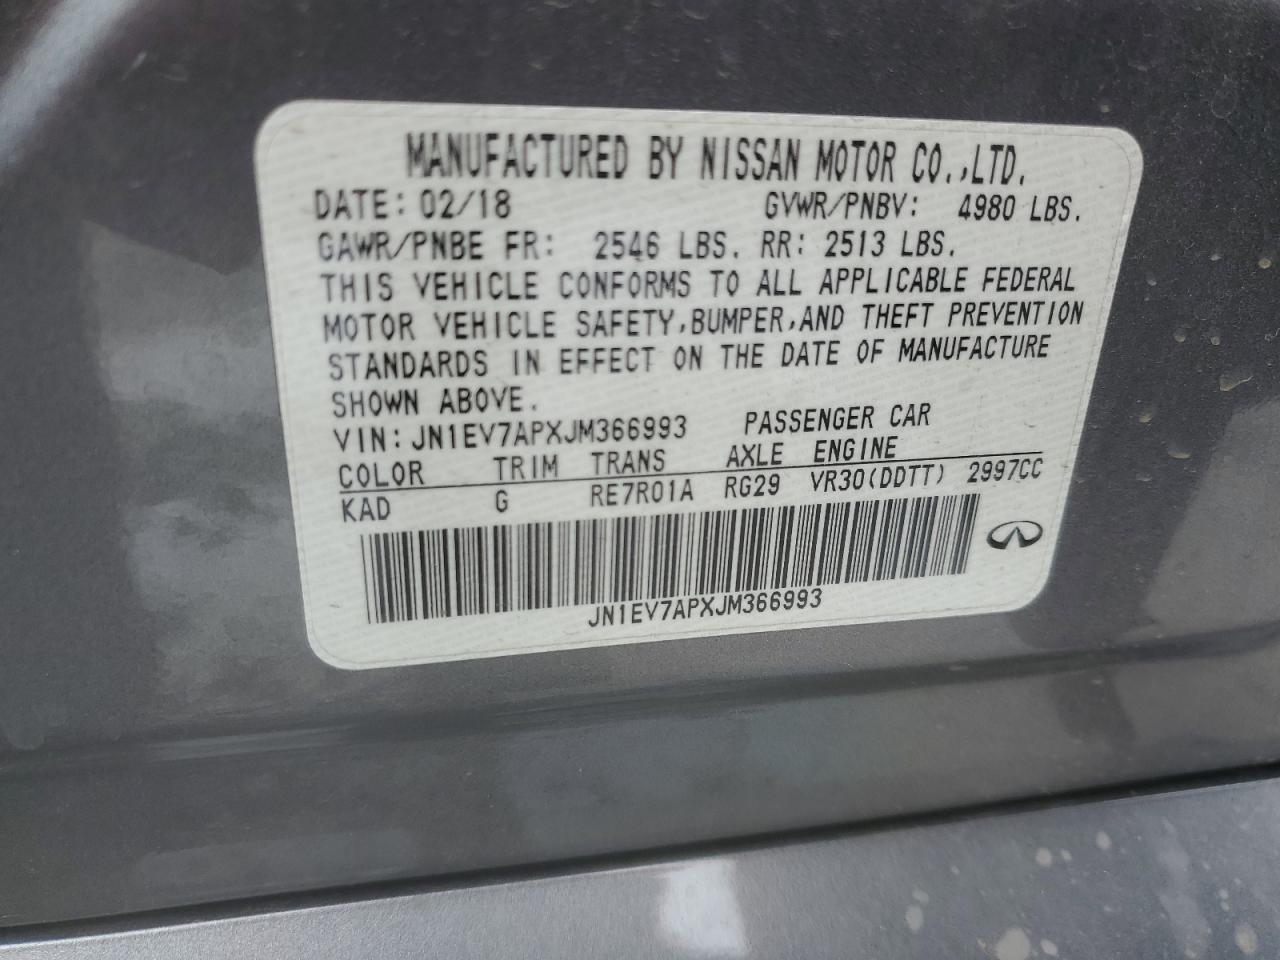 MANUFACTURED BY NISSAN MOTOR CO.,LTD.
DATE: 02/18 GVWR/PNBV: 4980 LBS.
GAWR/PNBE FR: 2546 LBS. RR: 2513 LBS.
THIS VEHICLE CONFORMS TO ALL APPLICABLE FEDERAL
MOTOR VEHICLE SAFETY,BUMPER,AND THEFT PREVENTION
STANDARDS IN EFFECT ON THE DATE OF MANUFACTURE
SHOWN ABOVE.
VIN: JN1EV7APXJM366993 PASSENGER CAR
COLOR TRIM TRANS AXLE ENGINE
KAD G RE7R01A RG29 VR30(DDTT) 2997CC
JN1EV7APXJM366993